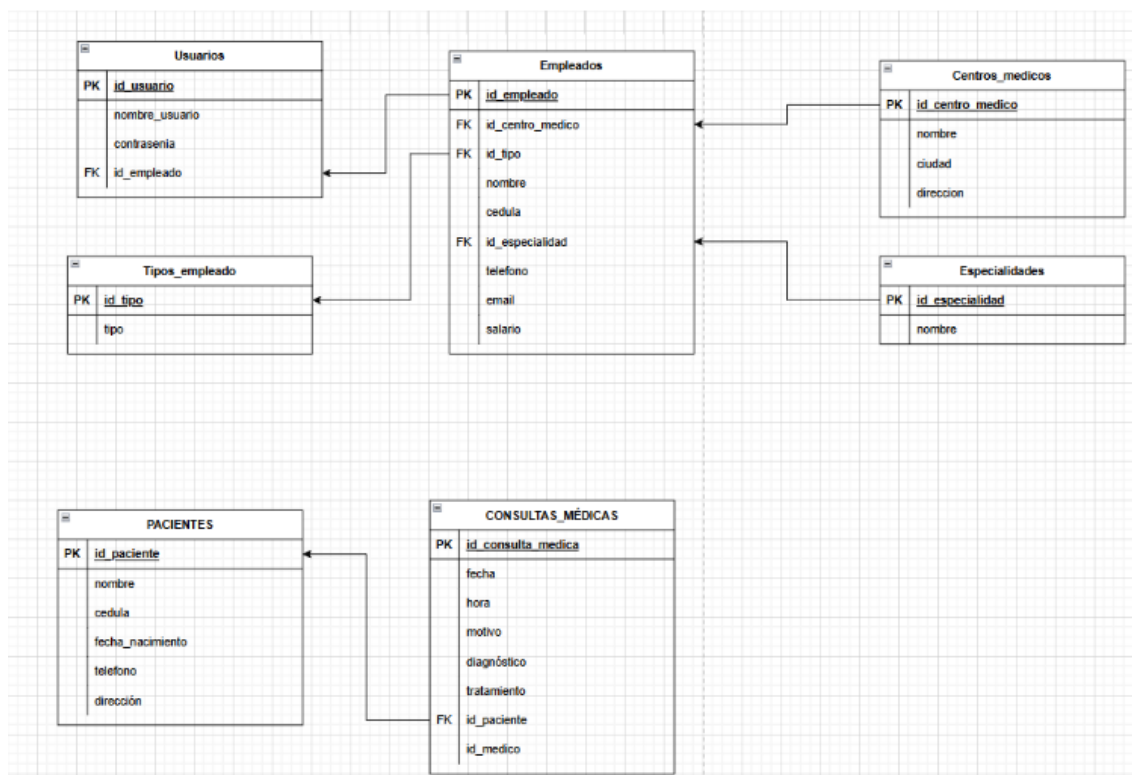 Usuarios
PK id_usuario
nombre_usuario
contrasenia
FK id_empleado
Empleados
PK id_empleado
FK id_centro_medico
FK id_tipo
nombre
cedula
FK id_especialidad
telefono
email
salario
Centros_medicos
PK id_centro_medico
nombre
ciudad
direccion
Tipos_empleado
PK id_tipo
tipo
Especialidades
PK id_especialidad
nombre
PACIENTES
PK id_paciente
nombre
cedula
fecha_nacimiento
telefono
dirección
CONSULTAS_MÉDICAS
PK id_consulta_medica
fecha
hora
motivo
diagnóstico
tratamiento
FK id_paciente
id_medico